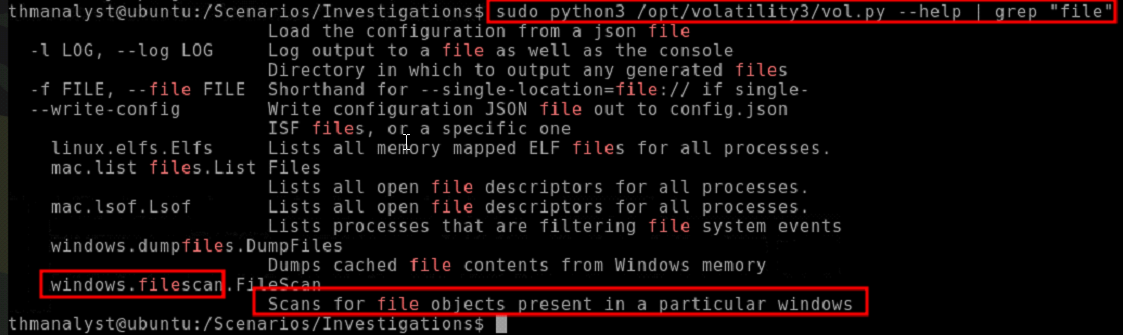 thmanalyst@ubuntu:/Scenarios/Investigations$ sudo python3 /opt/volatility3/vol.py --help | grep "file"
Load the configuration from a json file
-l LOG, --log LOG Log output to a file as well as the console
Directory in which to output any generated files
-f FILE, --file FILE Shorthand for --single-location=file:// if single-
--write-config Write configuration JSON file out to config.json
ISF files, or a specific one
linux.elfs.Elfs Lists all memory mapped ELF files for all processes.
mac.list files.List Files
Lists all open file descriptors for all processes.
mac.lsof.Lsof Lists all open file descriptors for all processes.
Lists processes that are filtering file system events
windows.dumpfiles.DumpFiles
Dumps cached file contents from Windows memory
windows.filescan.FileScan
Scans for file objects present in a particular windows
thmanalyst@ubuntu:/Scenarios/Investigations$